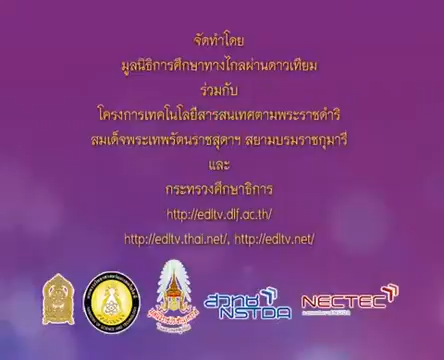 จัดทำโดย
มูลนิธิการศึกษาทางไกลผ่านดาวเทียม
ร่วมกับ
โครงการเทคโนโลยีสารสนเทศตามพระราชดำริ
สมเด็จพระเทพรัตนราชสุดาฯ สยามบรมราชกุมารี
และ
กระทรวงศึกษาธิการ
http://edltv.dlf.ac.th/
http://edltv.thai.net/, http://edltv.net/
สวทช
NSTDA
NECTEC